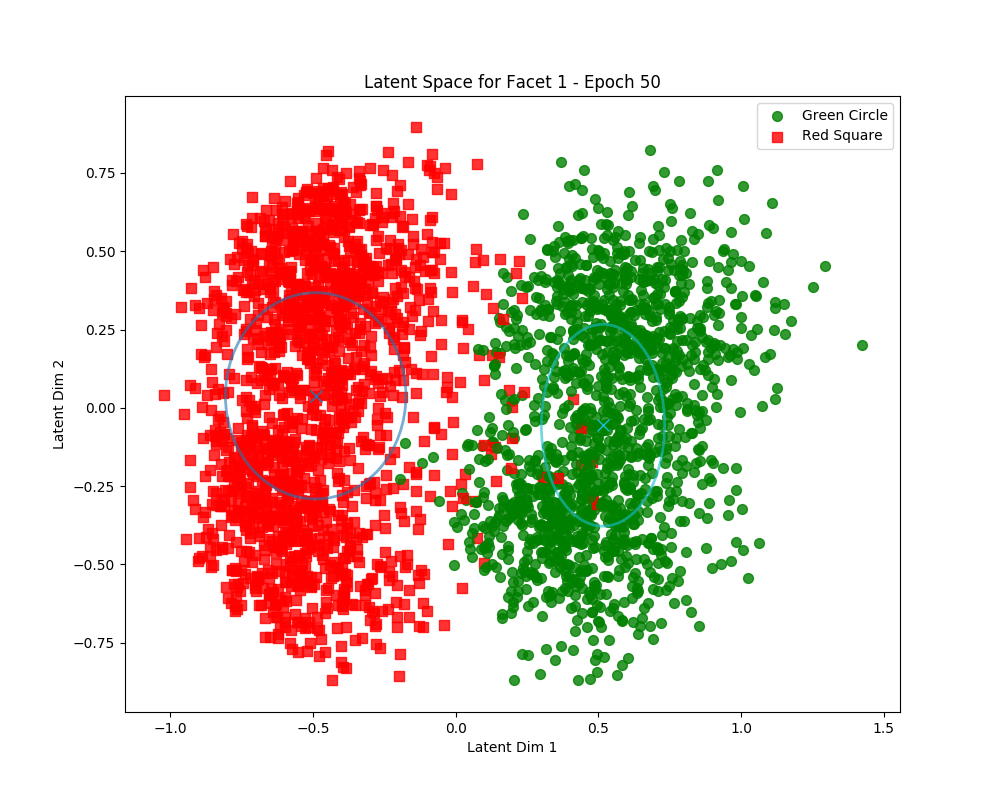 Latent Space for Facet 1 - Epoch 50
Green Circle
Red Square
Latent Dim 2
0.75
0.50
0.25
0.00
−0.25
−0.50
−0.75
−1.0
−0.5
0.0
0.5
1.0
1.5
Latent Dim 1